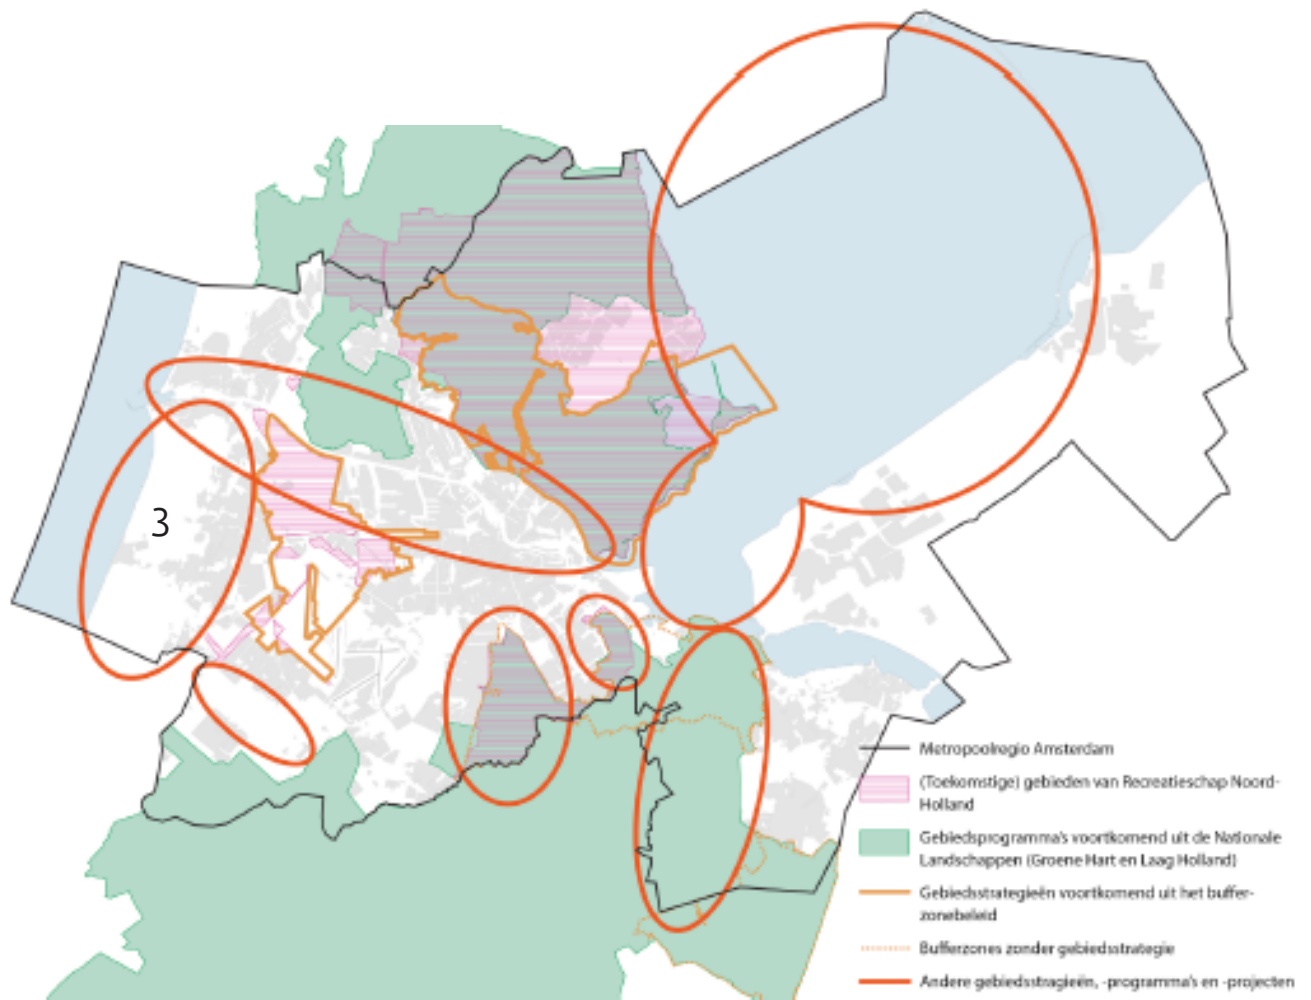 3
Metropoolregio Amsterdam
(Toekomstige) gebieden van Recreatieschap Noord-
Holland
Gebiedsprogramma's voortkomend uit de Nationale
Landschappen (Groene Hart en Laag Holland)
Gebiedsstrategieën voortkomend uit het buffer-
zonebeleid
Bufferzones zonder gebiedsstrategie
Andere gebiedsstragieën, -programma's en -projecten